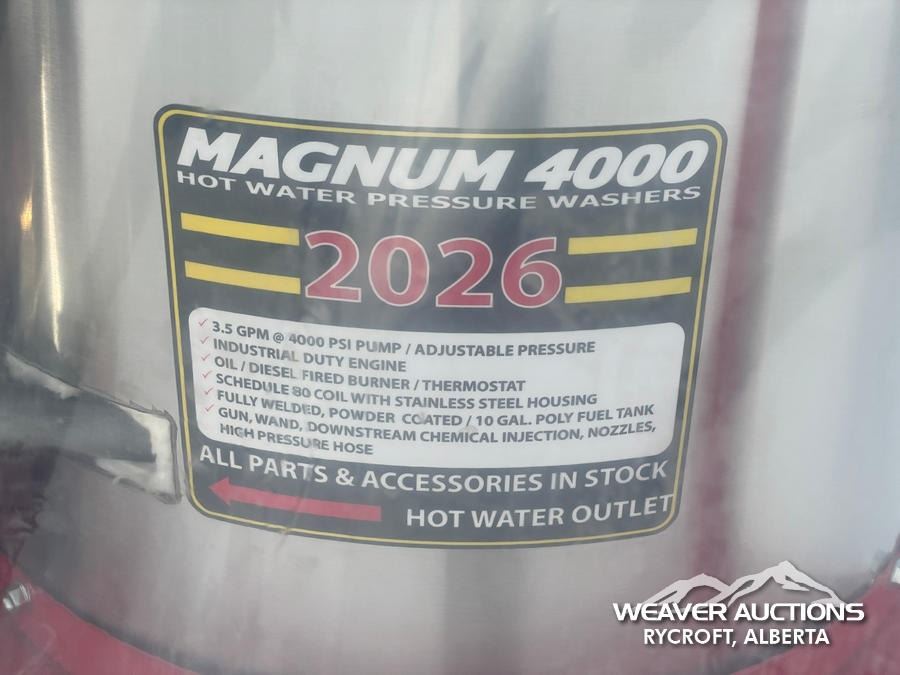 MAGNUM 4000
HOT WATER PRESSURE WASHERS
2026
3.5 GPM @ 4000 PSI PUMP / ADJUSTABLE PRESSURE
INDUSTRIAL DUTY ENGINE
OIL / DIESEL FIRED BURNER / THERMOSTAT
SCHEDULE 80 COIL WITH STAINLESS STEEL HOUSING
FULLY WELDED, POWDER COATED / 10 GAL. POLY FUEL TANK
GUN, WAND, DOWNSTREAM CHEMICAL INJECTION, NOZZLES,
HIGH PRESSURE HOSE
ALL PARTS & ACCESSORIES IN STOCK
HOT WATER OUTLET
WEAVER AUCTIONS
RYCROFT, ALBERTA